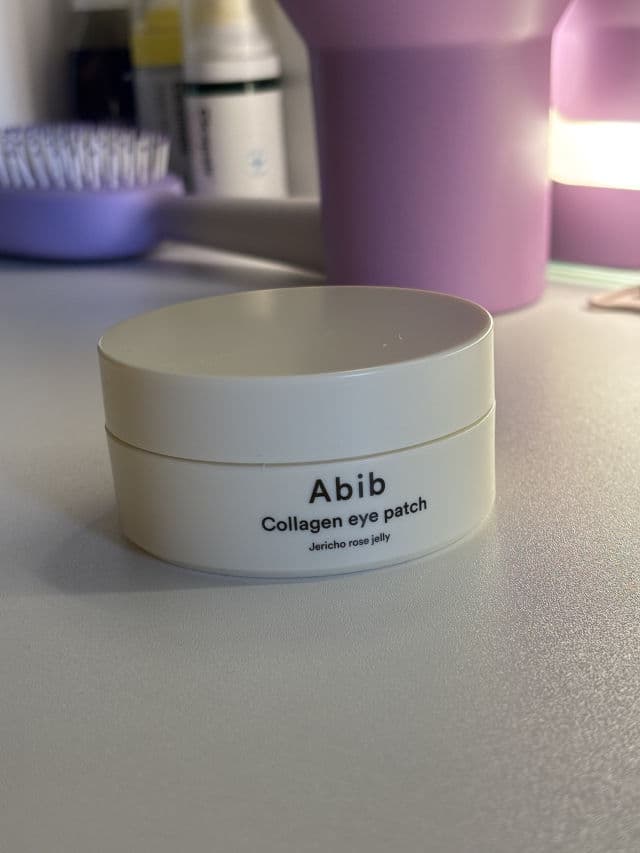 Abib
Collagen eye patch
Jericho rose jelly